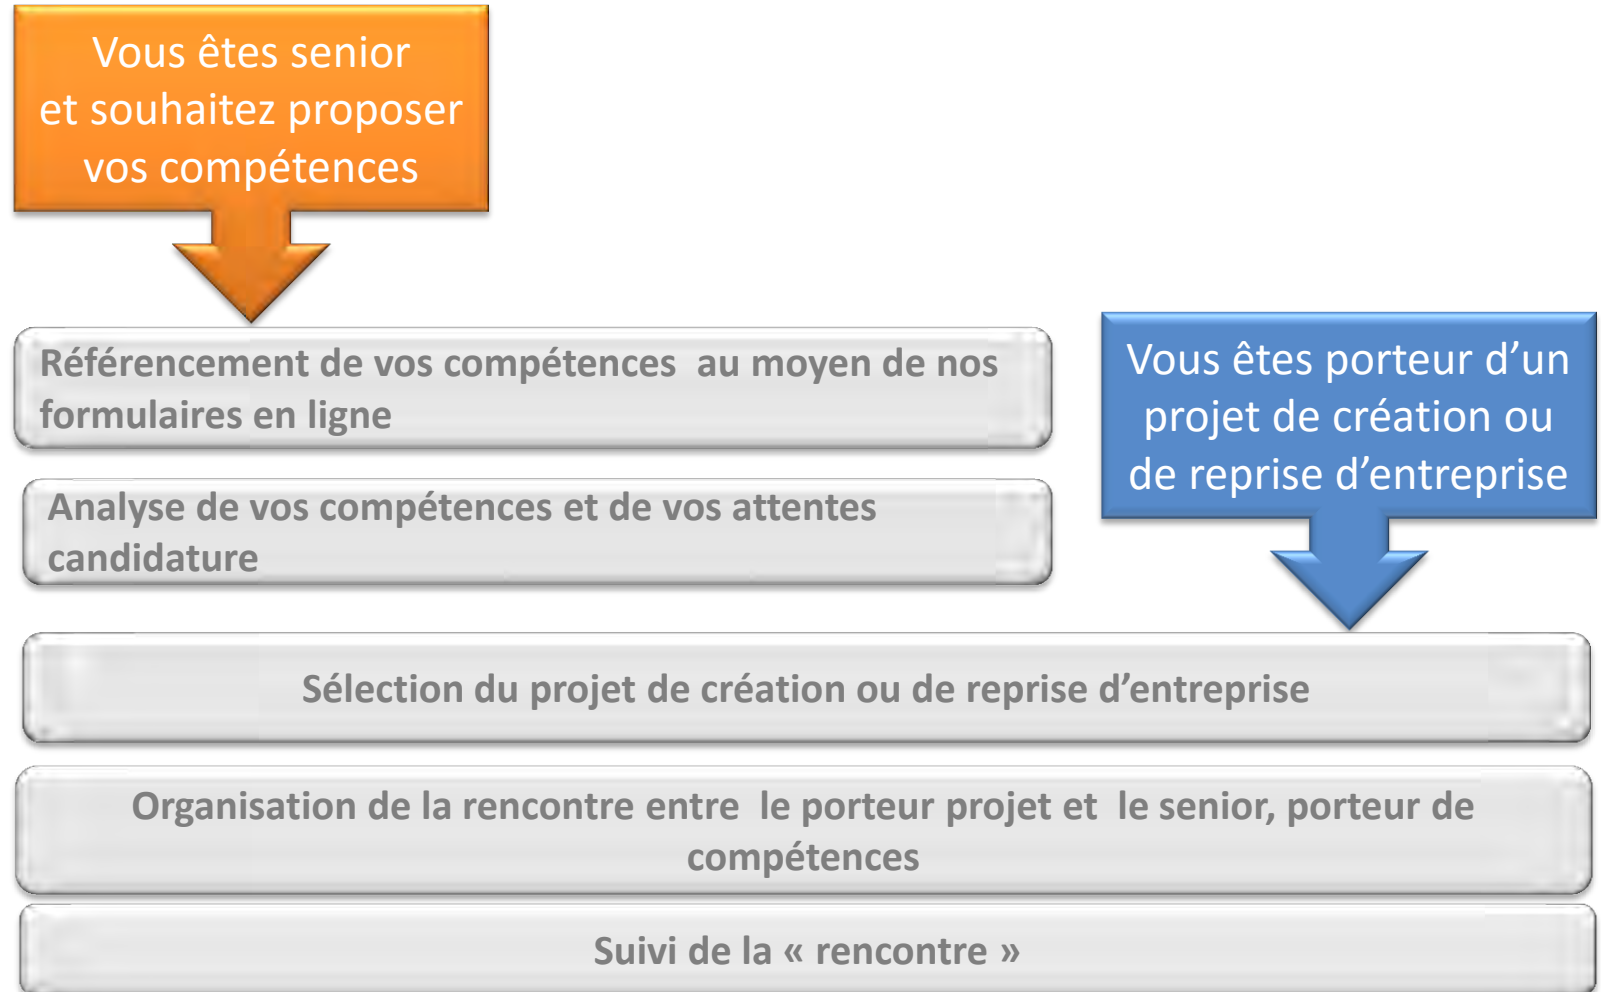 Vous êtes senior
et souhaitez proposer
vos compétences
Référencement de vos compétences  au moyen de nos
formulaires en ligne
Vous êtes porteur d’un
projet de création ou
de reprise d’entreprise
Analyse de vos compétences et de vos attentes
candidature
Sélection du projet de création ou de reprise d’entreprise
Organisation de la rencontre entre  le porteur projet et  le senior, porteur de
compétences
Suivi de la « rencontre »